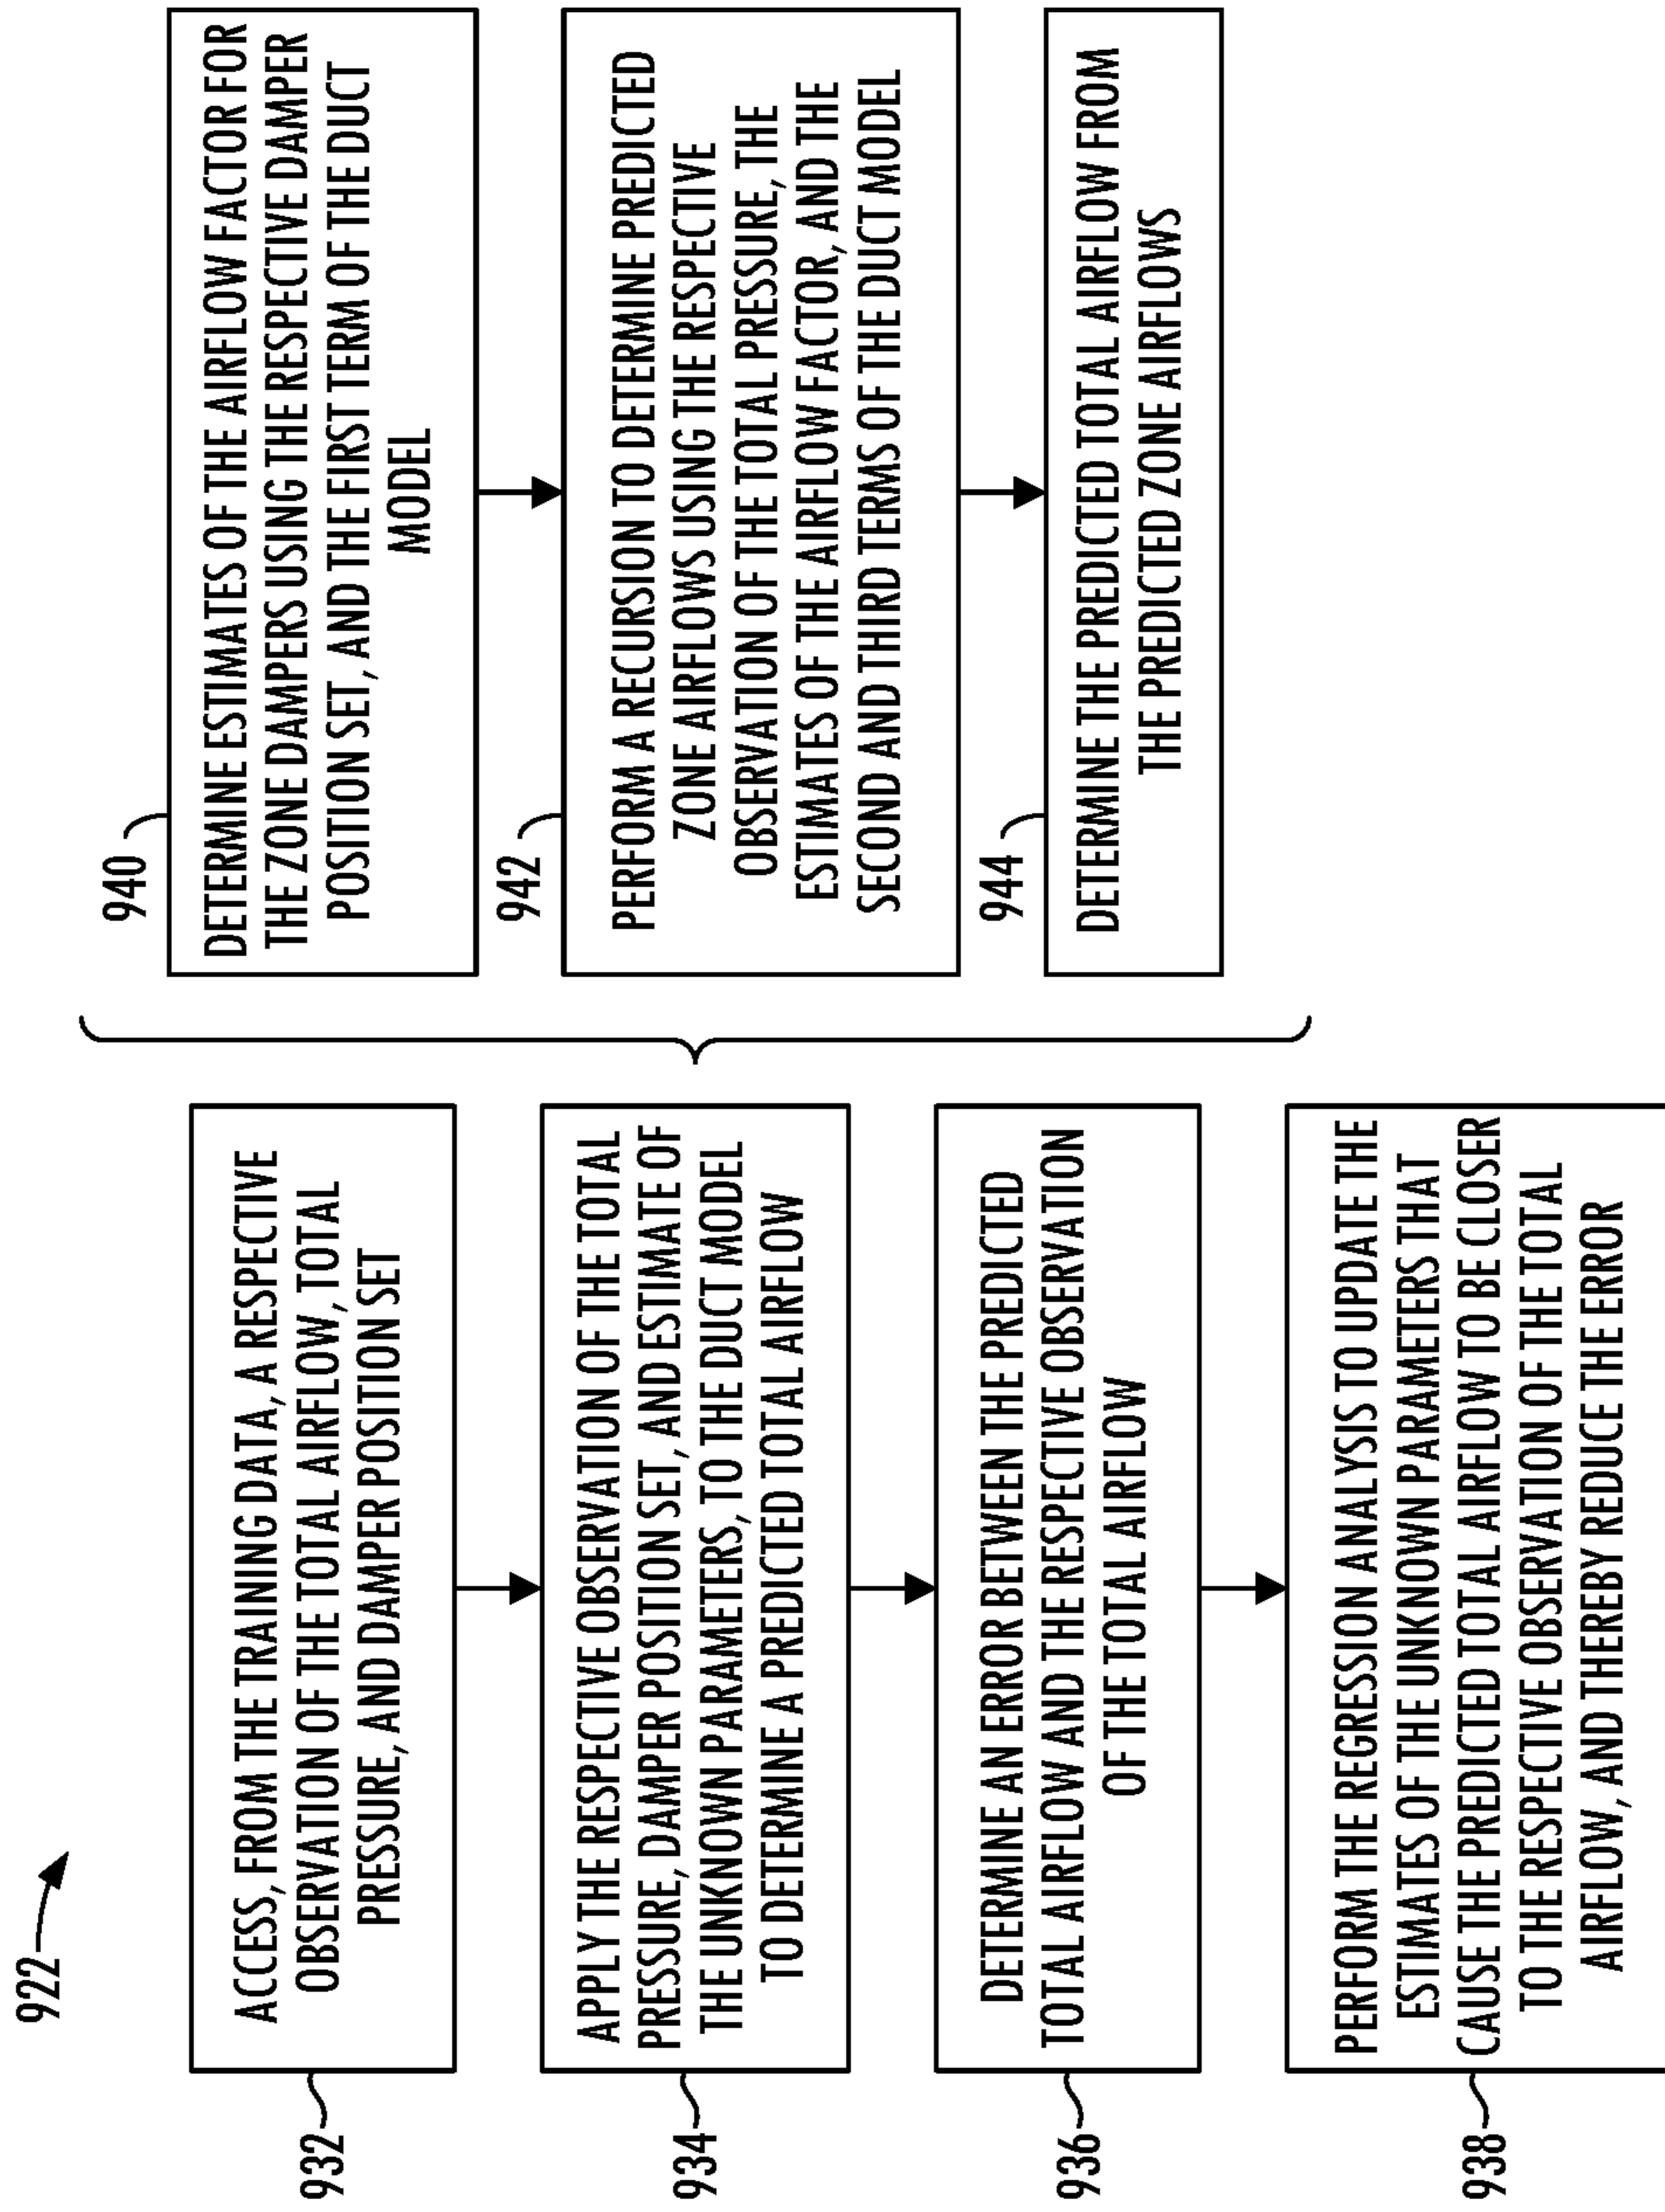 922
932
ACCESS, FROM THE TRAINING DATA, A RESPECTIVE
OBSERVATION OF THE TOTAL AIRFLOW, TOTAL
PRESSURE, AND DAMPER POSITION SET
934
APPLY THE RESPECTIVE OBSERVATION OF THE TOTAL
PRESSURE, DAMPER POSITION SET, AND ESTIMATE OF
THE UNKNOWN PARAMETERS, TO THE DUCT MODEL
TO DETERMINE A PREDICTED TOTAL AIRFLOW
936
DETERMINE AN ERROR BETWEEN THE PREDICTED
TOTAL AIRFLOW AND THE RESPECTIVE OBSERVATION
OF THE TOTAL AIRFLOW
938
PERFORM THE REGRESSION ANALYSIS TO UPDATE THE
ESTIMATES OF THE UNKNOWN PARAMETERS THAT
CAUSE THE PREDICTED TOTAL AIRFLOW TO BE CLOSER
TO THE RESPECTIVE OBSERVATION OF THE TOTAL
AIRFLOW, AND THEREBY REDUCE THE ERROR
940
DETERMINE ESTIMATES OF THE AIRFLOW FACTOR FOR
THE ZONE DAMPERS USING THE RESPECTIVE DAMPER
POSITION SET, AND THE FIRST TERM OF THE DUCT
MODEL
942
PERFORM A RECURSION TO DETERMINE PREDICTED
ZONE AIRFLOWS USING THE RESPECTIVE
OBSERVATION OF THE TOTAL PRESSURE, THE
ESTIMATES OF THE AIRFLOW FACTOR, AND THE
SECOND AND THIRD TERMS OF THE DUCT MODEL
944
DETERMINE THE PREDICTED TOTAL AIRFLOW FROM
THE PREDICTED ZONE AIRFLOWS